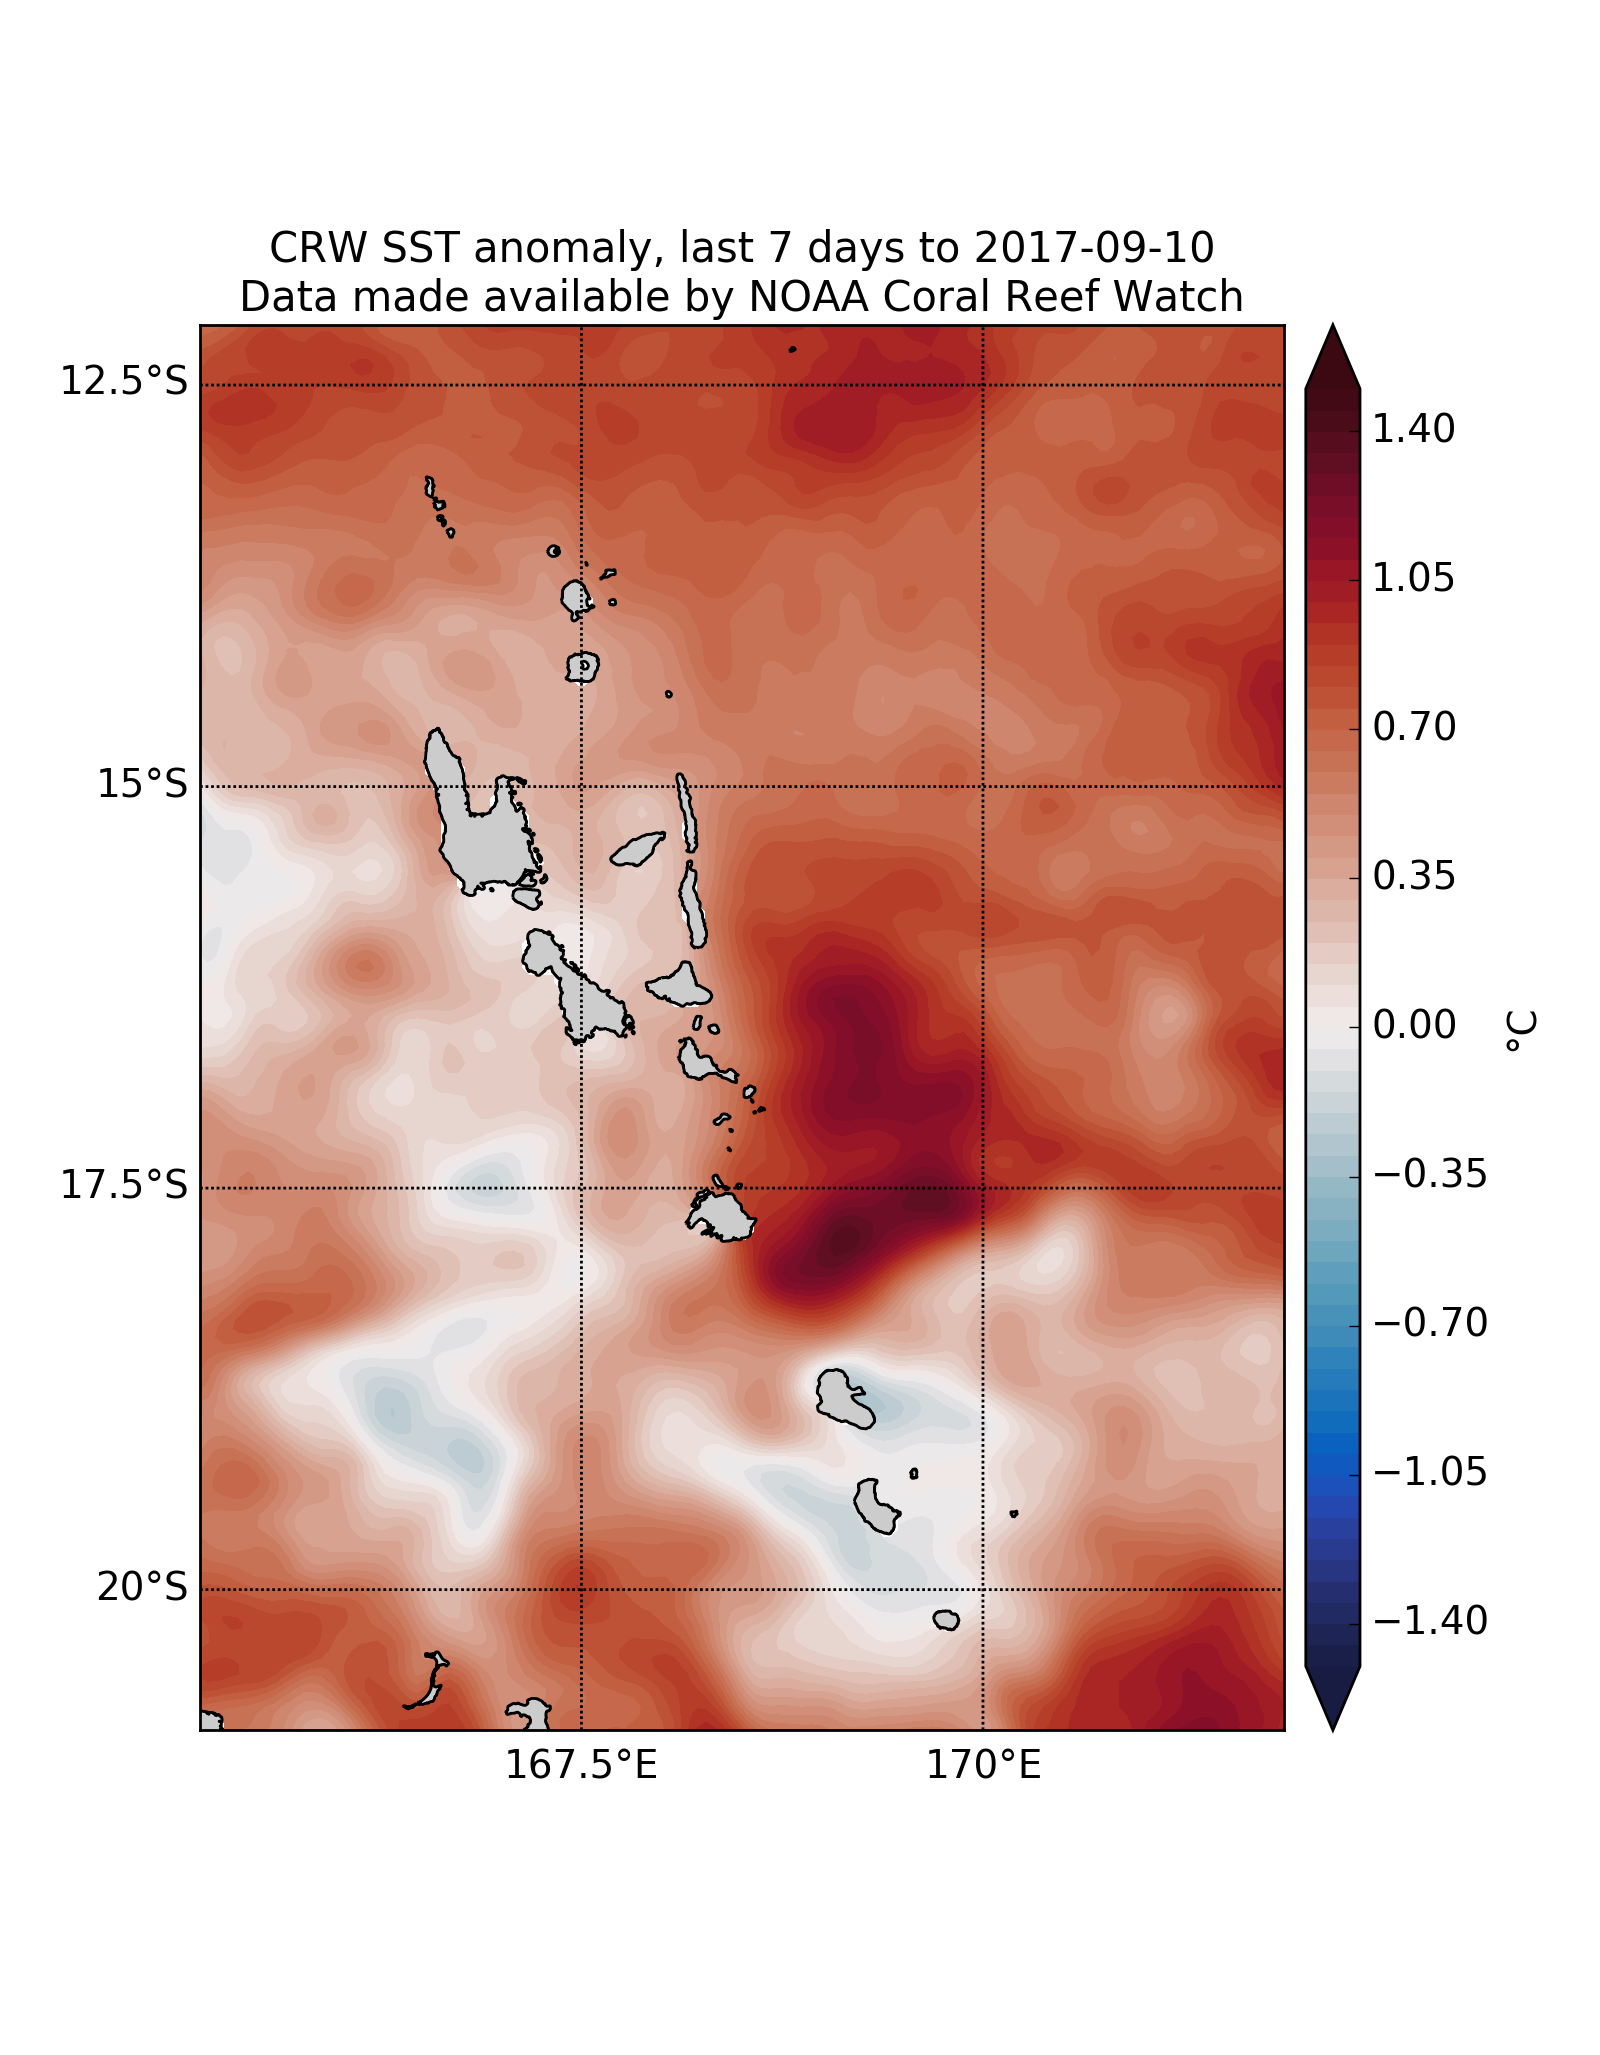 CRW SST anomaly, last 7 days to 2017-09-10
Data made available by NOAA Coral Reef Watch
12.5°S
15°S
17.5°S
20°S
167.5°E
170°E
1.40
1.05
0.70
0.35
0.00
−0.35
−0.70
−1.05
−1.40
°C